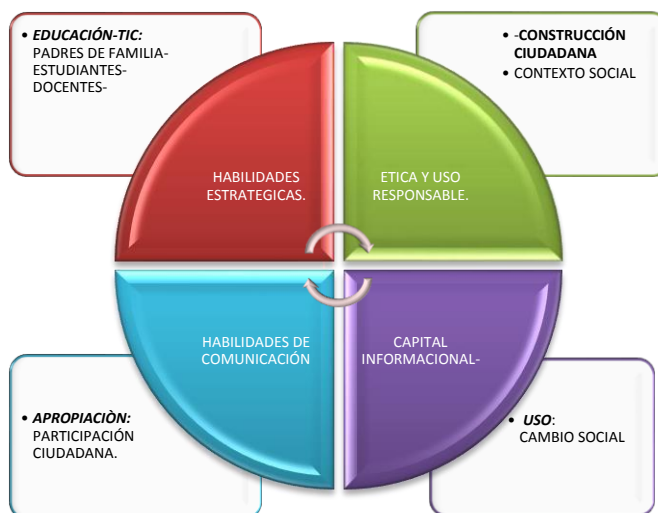 • EDUCACIÓN-TIC:
PADRES DE FAMILIA-
ESTUDIANTES-
DOCENTES-
• -CONSTRUCCIÓN
CIUDADANA
• CONTEXTO SOCIAL
HABILIDADES
ESTRATEGICAS.
ETICA Y USO
RESPONSABLE.
HABILIDADES DE
COMUNICACIÓN
CAPITAL
INFORMACIONAL-
• APROPIACIÒN:
PARTICIPACIÓN
CIUDADANA.
• USO:
CAMBIO SOCIAL